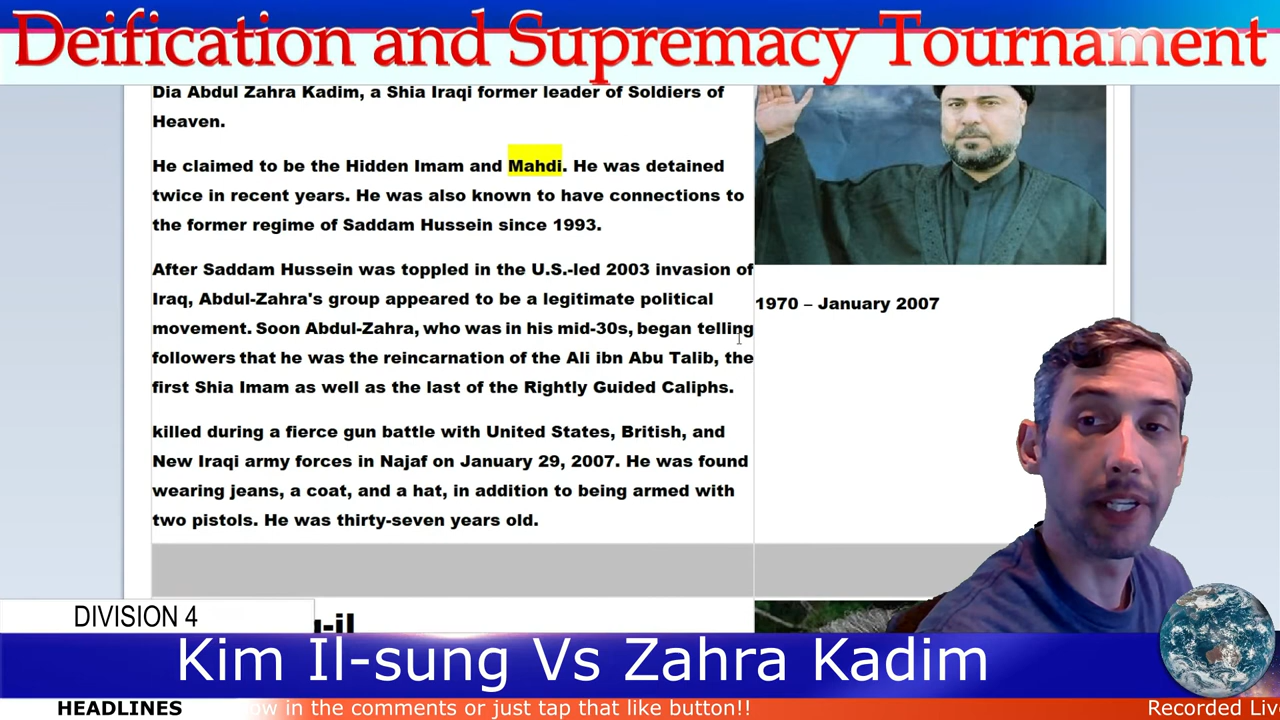 Deification and Supremacy Tournament
Dia Abdul Zahra Kadim, a Shia Iraqi former leader of Soldiers of
Heaven.
He claimed to be the Hidden Imam and Mahdi. He was detained
twice in recent years. He was also known to have connections to
the former regime of Saddam Hussein since 1993.
After Saddam Hussein was toppled in the U.S.-led 2003 invasion of
Iraq, Abdul-Zahra's group appeared to be a legitimate political
movement. Soon Abdul-Zahra, who was in his mid-30s, began telling
followers that he was the reincarnation of the Ali ibn Abu Talib, the
first Shia Imam as well as the last of the Rightly Guided Caliphs.
killed during a fierce gun battle with United States, British, and
New Iraqi army forces in Najaf on January 29, 2007. He was found
wearing jeans, a coat, and a hat, in addition to being armed with
two pistols. He was thirty-seven years old.
1970 – January 2007
DIVISION 4
Kim Il-sung Vs Zahra Kadim
HEADLINES
in the comments or just tap that like button!!
Recorded